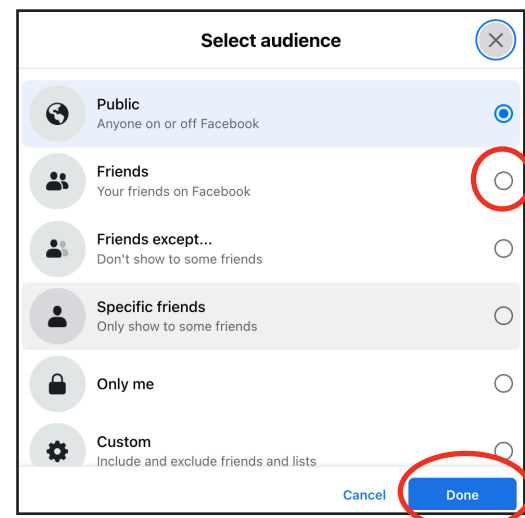 Select audience
Public
Anyone on or off Facebook
Friends
Your friends on Facebook
Friends except...
Don't show to some friends
Specific friends
Only show to some friends
Only me
Custom
Include and exclude friends and lists
Cancel
Done